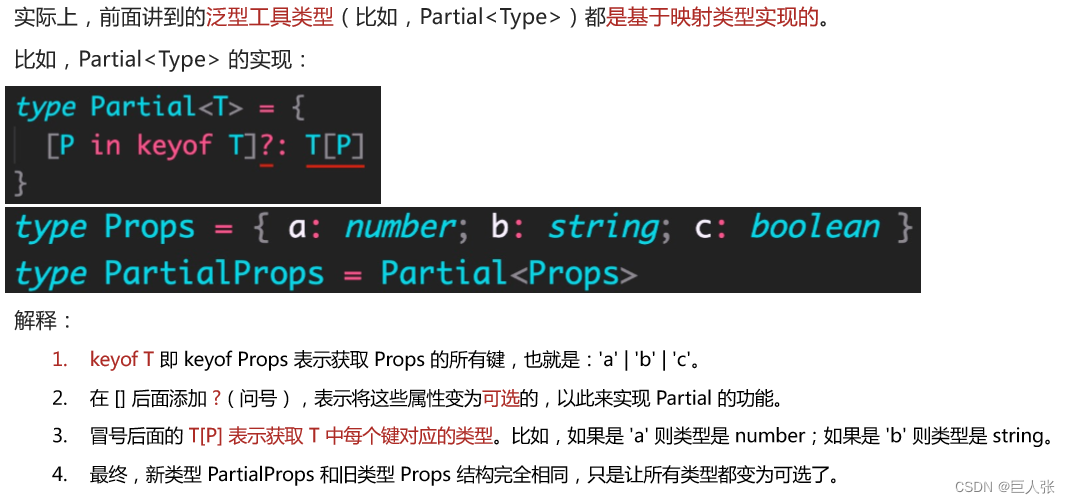 实际上，前面讲到的泛型工具类型（比如，Partial<Type>）都是基于映射类型实现的。
比如，Partial<Type> 的实现：
type Partial<T> = {
[P in keyof T]?: T[P]
}
type Props = { a: number; b: string; c: boolean }
type PartialProps = Partial<Props>
解释：
1. keyof T 即 keyof Props 表示获取 Props 的所有键，也就是：'a' | 'b' | 'c'。
2. 在 [] 后面添加 ?（问号），表示将这些属性变为可选的，以此来实现 Partial 的功能。
3. 冒号后面的 T[P] 表示获取 T 中每个键对应的类型。比如，如果是 'a' 则类型是 number；如果是 'b' 则类型是 string。
4. 最终，新类型 PartialProps 和旧类型 Props 结构完全相同，只是让所有类型都变为可选了。
CSDN @巨人张